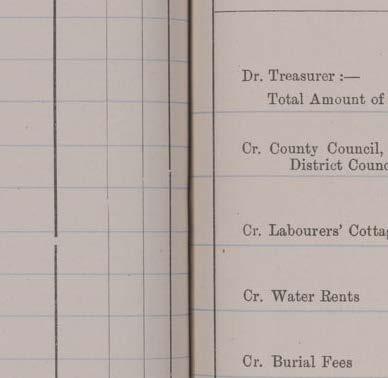 Dr. Treasurer :—
Total Amount of
Cr. County Council,
District Counc
Cr. Labourers' Cotta
Cr. Water Rents
Cr. Burial Fees